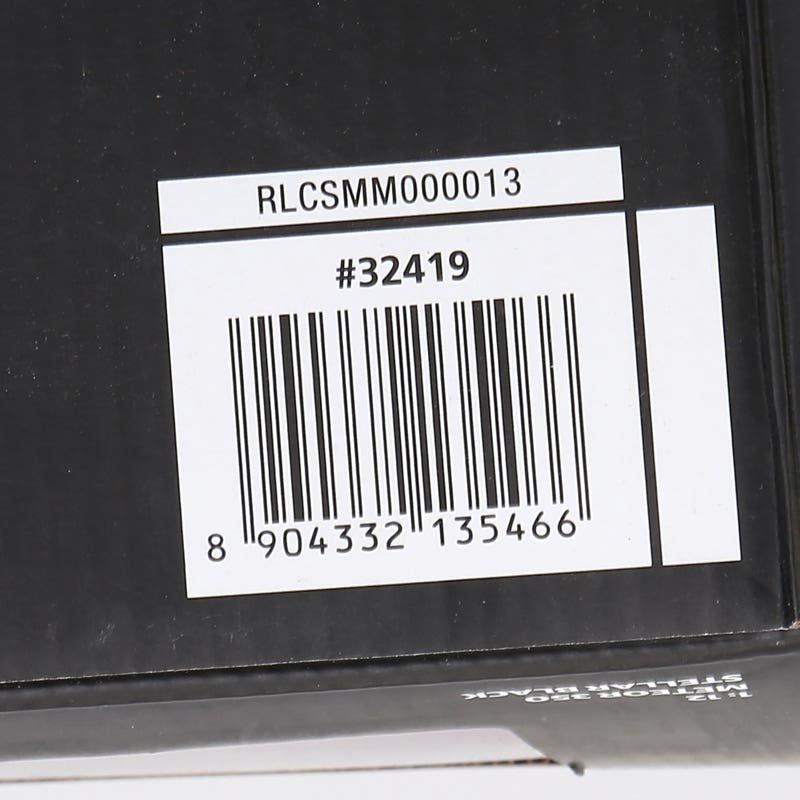 RLCSMM000013
#32419
8 904332 135466
1:12
METEOR 350
STELLAR BLACK